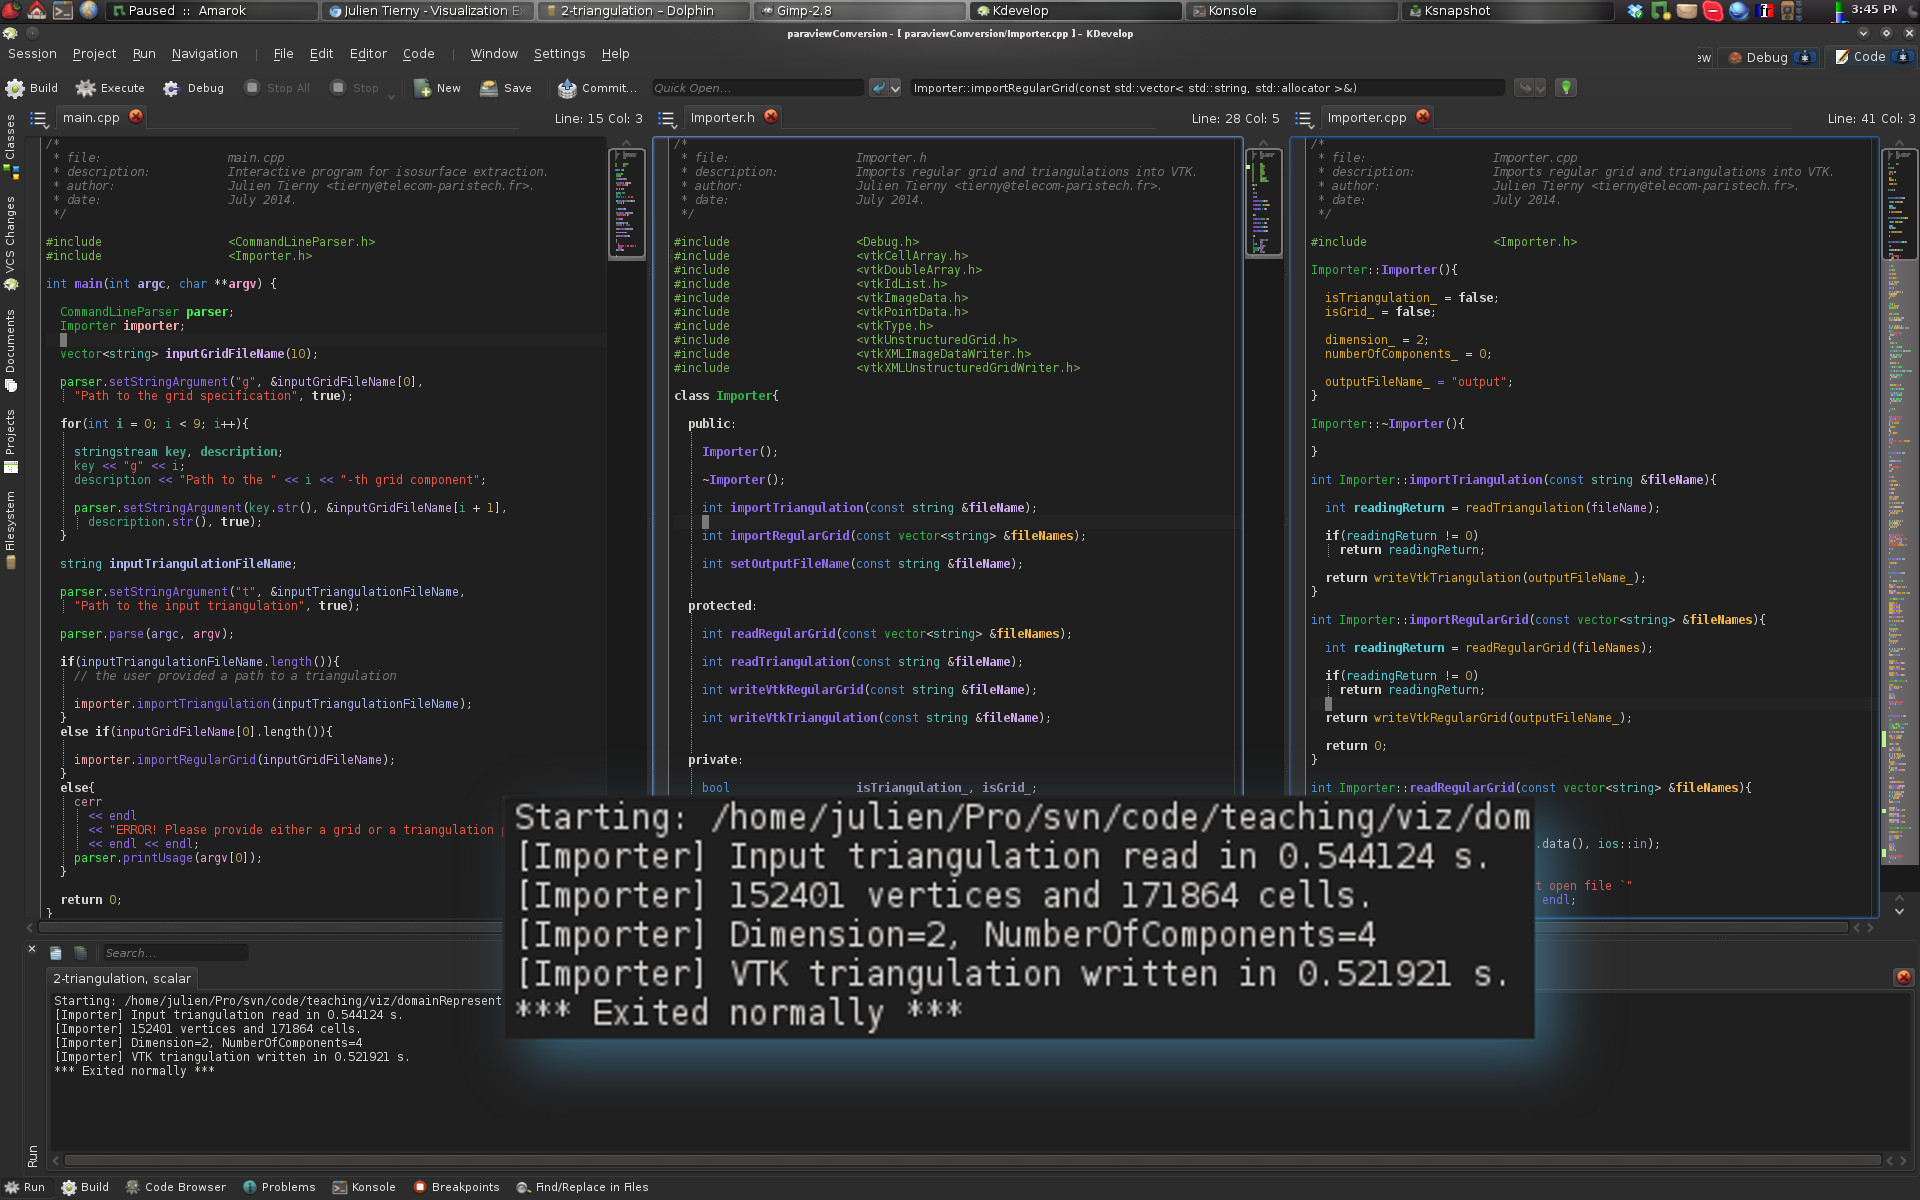 Paused :: Amarok
Julien Tierny - Visualization E
2-triangulation – Dolphin
Gimp-2.8
Kdevelop
Konsole
Ksnapshot
3:45 PM
paraviewConversion - [ paraviewConversion/Importer.cpp ] – KDevelop
Session Project Run Navigation File Edit Editor Code Window Settings Help
ew Debug Code
Build Execute Debug Stop All Stop New Save Commit... Quick Open... Importer::importRegularGrid(const std::vector< std::string, std::allocator >&)
Classes
VCS Changes
Documents
Projects
Filesystem
main.cpp Line: 15 Col: 3
/*
* file: main.cpp
* description: Interactive program for isosurface extraction.
* author: Julien Tierny <tierny@telecom-paristech.fr>.
* date: July 2014.
*/
#include <CommandLineParser.h>
#include <Importer.h>
int main(int argc, char **argv) {
CommandLineParser parser;
Importer importer;
vector<string> inputGridFileName(10);
parser.setStringArgument("g", &inputGridFileName[0],
"Path to the grid specification", true);
for(int i = 0; i < 9; i++){
stringstream key, description;
key << "g" << i;
description << "Path to the " << i << "-th grid component";
parser.setStringArgument(key.str(), &inputGridFileName[i + 1],
description.str(), true);
}
string inputTriangulationFileName;
parser.setStringArgument("t", &inputTriangulationFileName,
"Path to the input triangulation", true);
parser.parse(argc, argv);
if(inputTriangulationFileName.length()){
// the user provided a path to a triangulation
importer.importTriangulation(inputTriangulationFileName);
}
else if(inputGridFileName[0].length()){
importer.importRegularGrid(inputGridFileName);
}
else{
cerr
<< endl
<< "ERROR! Please provide either a grid or a triangulation
<< endl << endl;
parser.printUsage(argv[0]);
}
return 0;
}
Importer.h Line: 28 Col: 5
/*
* file: Importer.h
* description: Imports regular grid and triangulations into VTK.
* author: Julien Tierny <tierny@telecom-paristech.fr>.
* date: July 2014.
*/
#include <Debug.h>
#include <vtkCellArray.h>
#include <vtkDoubleArray.h>
#include <vtkIdList.h>
#include <vtkImageData.h>
#include <vtkPointData.h>
#include <vtkType.h>
#include <vtkUnstructuredGrid.h>
#include <vtkXMLImageDataWriter.h>
#include <vtkXMLUnstructuredGridWriter.h>
class Importer{
public:
Importer();
~Importer();
int importTriangulation(const string &fileName);
int importRegularGrid(const vector<string> &fileNames);
int setOutputFileName(const string &fileName);
protected:
int readRegularGrid(const vector<string> &fileNames);
int readTriangulation(const string &fileName);
int writeVtkRegularGrid(const string &fileName);
int writeVtkTriangulation(const string &fileName);
private:
bool isTriangulation_, isGrid_;
Importer.cpp Line: 41 Col: 3
/*
* file: Importer.cpp
* description: Imports regular grid and triangulations into VTK.
* author: Julien Tierny <tierny@telecom-paristech.fr>.
* date: July 2014.
*/
#include <Importer.h>
Importer::Importer(){
isTriangulation_ = false;
isGrid_ = false;
dimension_ = 2;
numberOfComponents_ = 0;
outputFileName_ = "output";
}
Importer::~Importer(){
}
int Importer::importTriangulation(const string &fileName){
int readingReturn = readTriangulation(fileName);
if(readingReturn != 0)
return readingReturn;
return writeVtkTriangulation(outputFileName_);
}
int Importer::importRegularGrid(const vector<string> &fileNames){
int readingReturn = readRegularGrid(fileNames);
if(readingReturn != 0)
return readingReturn;
return writeVtkRegularGrid(outputFileName_);
return 0;
}
int Importer::readRegularGrid(const vector<string> &fileNames){
.data(), ios::in);
t open file `"
endl;
Starting: /home/julien/Pro/svn/code/teaching/viz/dom
[Importer] Input triangulation read in 0.544124 s.
[Importer] 152401 vertices and 171864 cells.
[Importer] Dimension=2, NumberOfComponents=4
[Importer] VTK triangulation written in 0.521921 s.
*** Exited normally ***
Search...
2-triangulation, scalar
Starting: /home/julien/Pro/svn/code/teaching/viz/domainRepresent
[Importer] Input triangulation read in 0.544124 s.
[Importer] 152401 vertices and 171864 cells.
[Importer] Dimension=2, NumberOfComponents=4
[Importer] VTK triangulation written in 0.521921 s.
*** Exited normally ***
Run
Run Build Code Browser Problems Konsole Breakpoints Find/Replace in Files